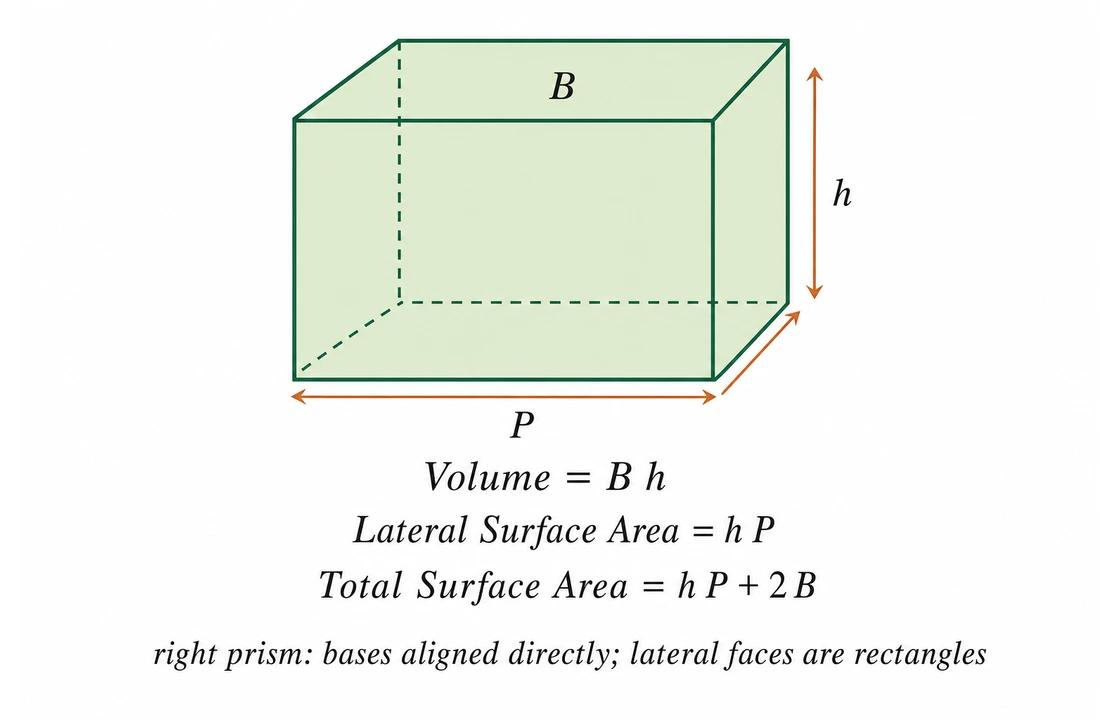 B
h
P
Volume = B h
Lateral Surface Area = h P
Total Surface Area = h P + 2 B
right prism: bases aligned directly; lateral faces are rectangles